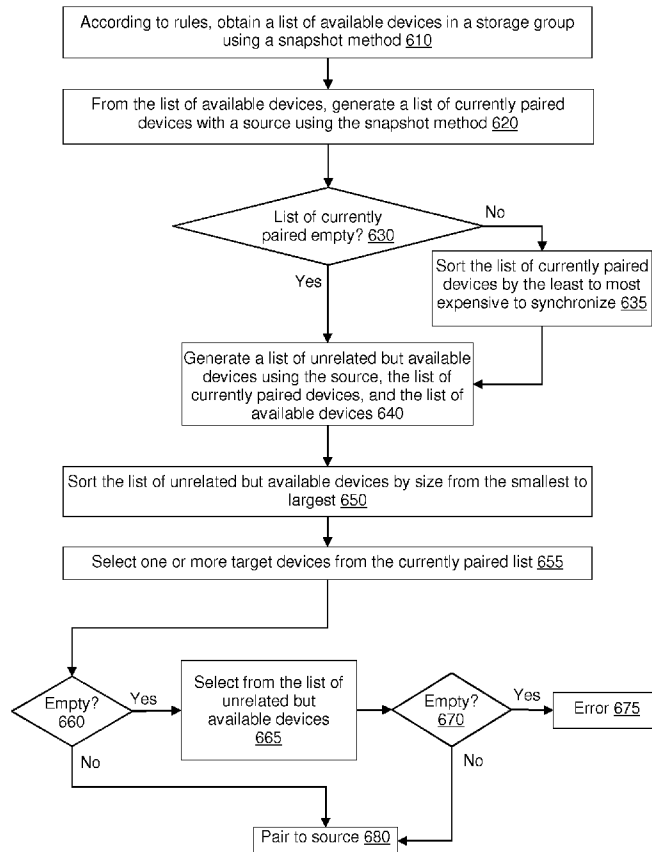 According to rules, obtain a list of available devices in a storage group
using a snapshot method 610
From the list of available devices, generate a list of currently paired
devices with a source using the snapshot method 620
List of currently
paired empty? 630
No
Yes
Sort the list of currently paired
devices by the least to most
expensive to synchronize 635
Generate a list of unrelated but available
devices using the source, the list of
currently paired devices, and the list of
available devices 640
Sort the list of unrelated but available devices by size from the smallest to
largest 650
Select one or more target devices from the currently paired list 655
Empty?
660
Yes
No
Select from the list of
unrelated but
available devices
665
Empty?
670
Yes
No
Error 675
Pair to source 680